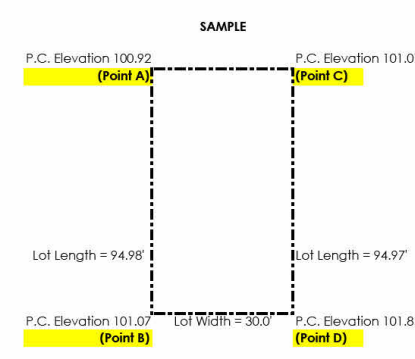 SAMPLE
P.C. Elevation 100.92
P.C. Elevation 101.0
(Point A)
(Point C)
Lot Length = 94.98'
Lot Length = 94.97'
P.C. Elevation 101.07
Lot Width = 30.0'
P.C. Elevation 101.8
(Point B)
(Point D)